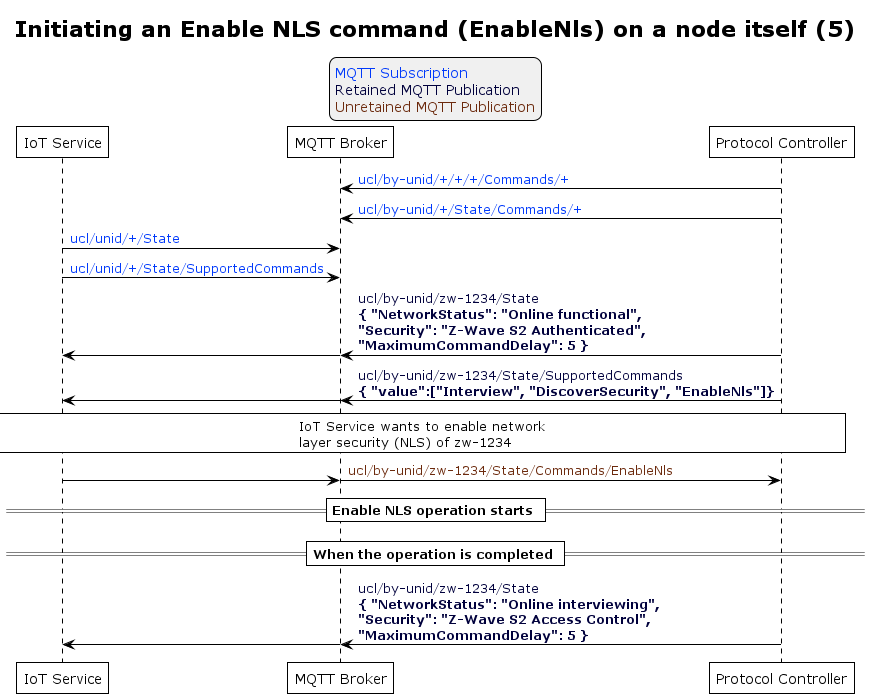 Initiating an Enable NLS command (EnableNls) on a node itself (5)
MQTT Subscription
Retained MQTT Publication
Unretained MQTT Publication
IoT Service
MQTT Broker
Protocol Controller
ucl/by-unid/+/+/+/Commands/+
ucl/by-unid/+/State/Commands/+
ucl/unid/+/State
ucl/unid/+/State/SupportedCommands
ucl/by-unid/zw-1234/State
{ "NetworkStatus": "Online functional",
"Security": "Z-Wave S2 Authenticated",
"MaximumCommandDelay": 5 }
ucl/by-unid/zw-1234/State/SupportedCommands
{ "value":["Interview", "DiscoverSecurity", "EnableNls"]}
IoT Service wants to enable network
layer security (NLS) of zw-1234
ucl/by-unid/zw-1234/State/Commands/EnableNls
Enable NLS operation starts
When the operation is completed
ucl/by-unid/zw-1234/State
{ "NetworkStatus": "Online interviewing",
"Security": "Z-Wave S2 Access Control",
"MaximumCommandDelay": 5 }
IoT Service
MQTT Broker
Protocol Controller